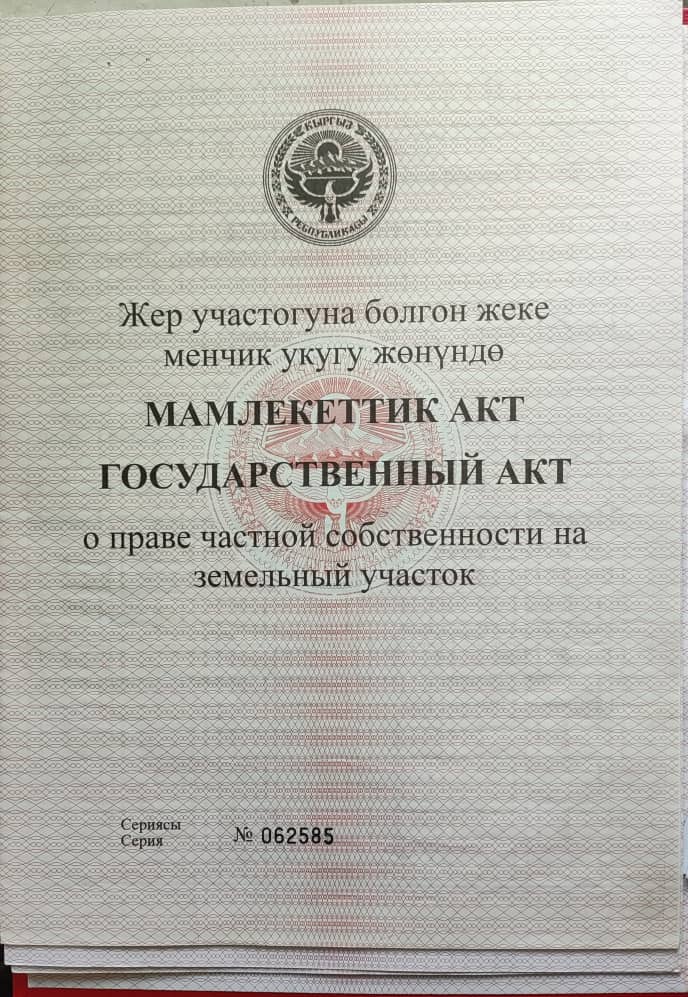 КЫРГЫЗ
РЕСПУБЛИКАСЫ
Жер участогуна болгон жеке
менчик укугу жөнүндө
МАМЛЕКЕТТИК АКТ
ГОСУДАРСТВЕННЫЙ АКТ
о праве частной собственности на
земельный участок
Сериясы
Серия
№ 062585